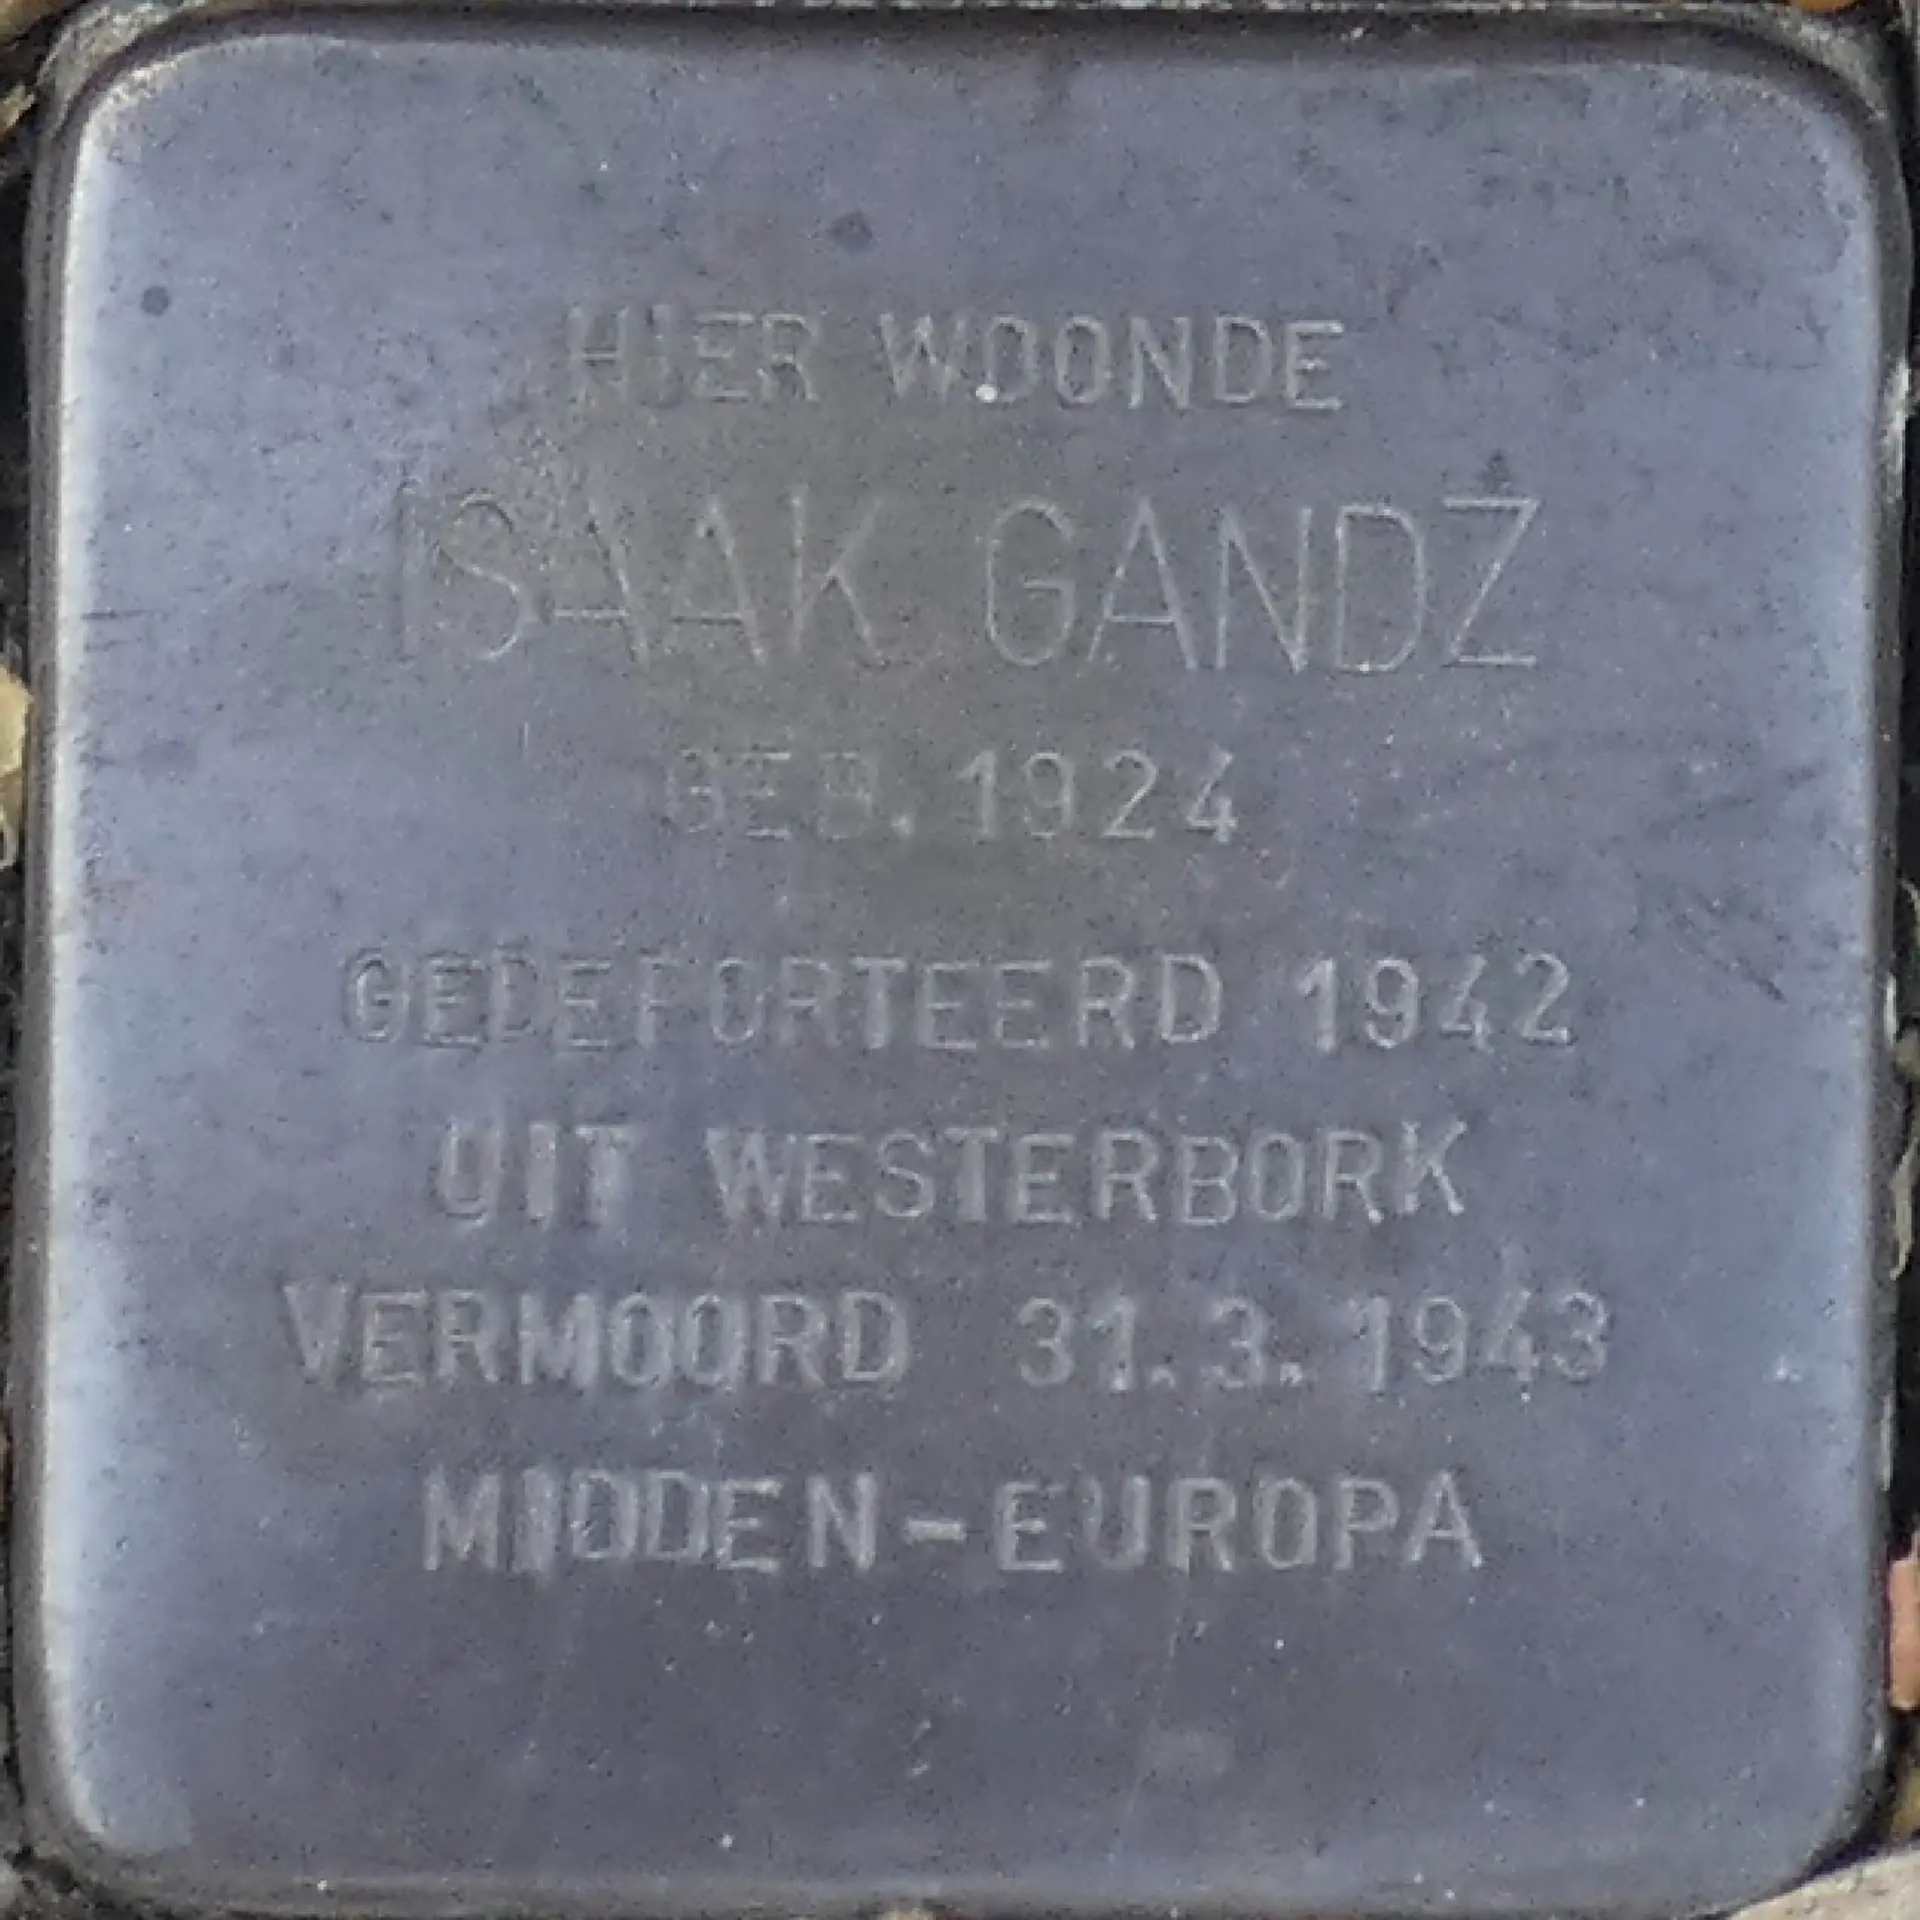 HIER WOONDE
ISAAK GANDZ
GEB. 1924
GEDEPORTEERD 1942
UIT WESTERBORK
VERMOORD 31.3.1943
MIDDEN-EUROPA